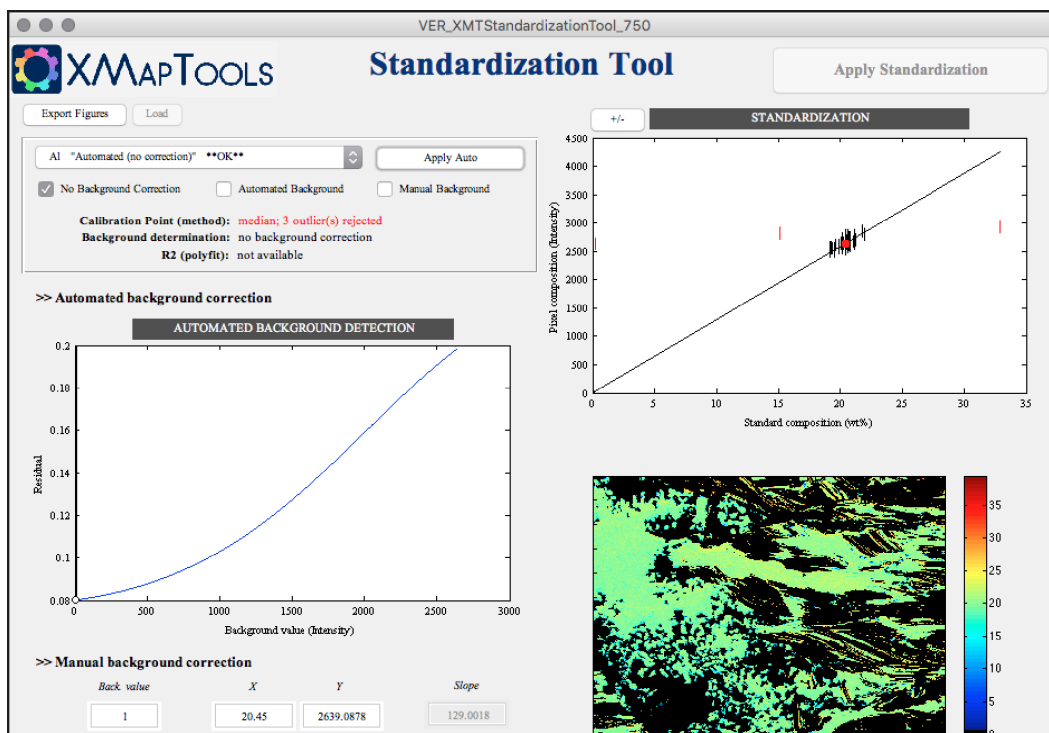 VER_XMTStandardizationTool_750
XMAPTOOLS
Standardization Tool
Apply Standardization
Export Figures
Load
+/-
STANDARDIZATION
Al "Automated (no correction)" **OK**
Apply Auto
No Background Correction
Automated Background
Manual Background
Calibration Point (method): median; 3 outlier(s) rejected
Background determination: no background correction
R2 (polyfit): not available
4500
4000
3500
3000
2500
2000
1500
1000
500
0
Pixel composition (Intensity)
0 5 10 15 20 25 30 35
Standard composition (wt%)
>> Automated background correction
AUTOMATED BACKGROUND DETECTION
0.2
0.18
0.16
0.14
0.12
0.1
0.08
Residual
0 500 1000 1500 2000 2500 3000
Background value (Intensity)
35
30
25
20
15
10
5
0
>> Manual background correction
Back. value X Y Slope
1 20.45 2639.0878 129.0018